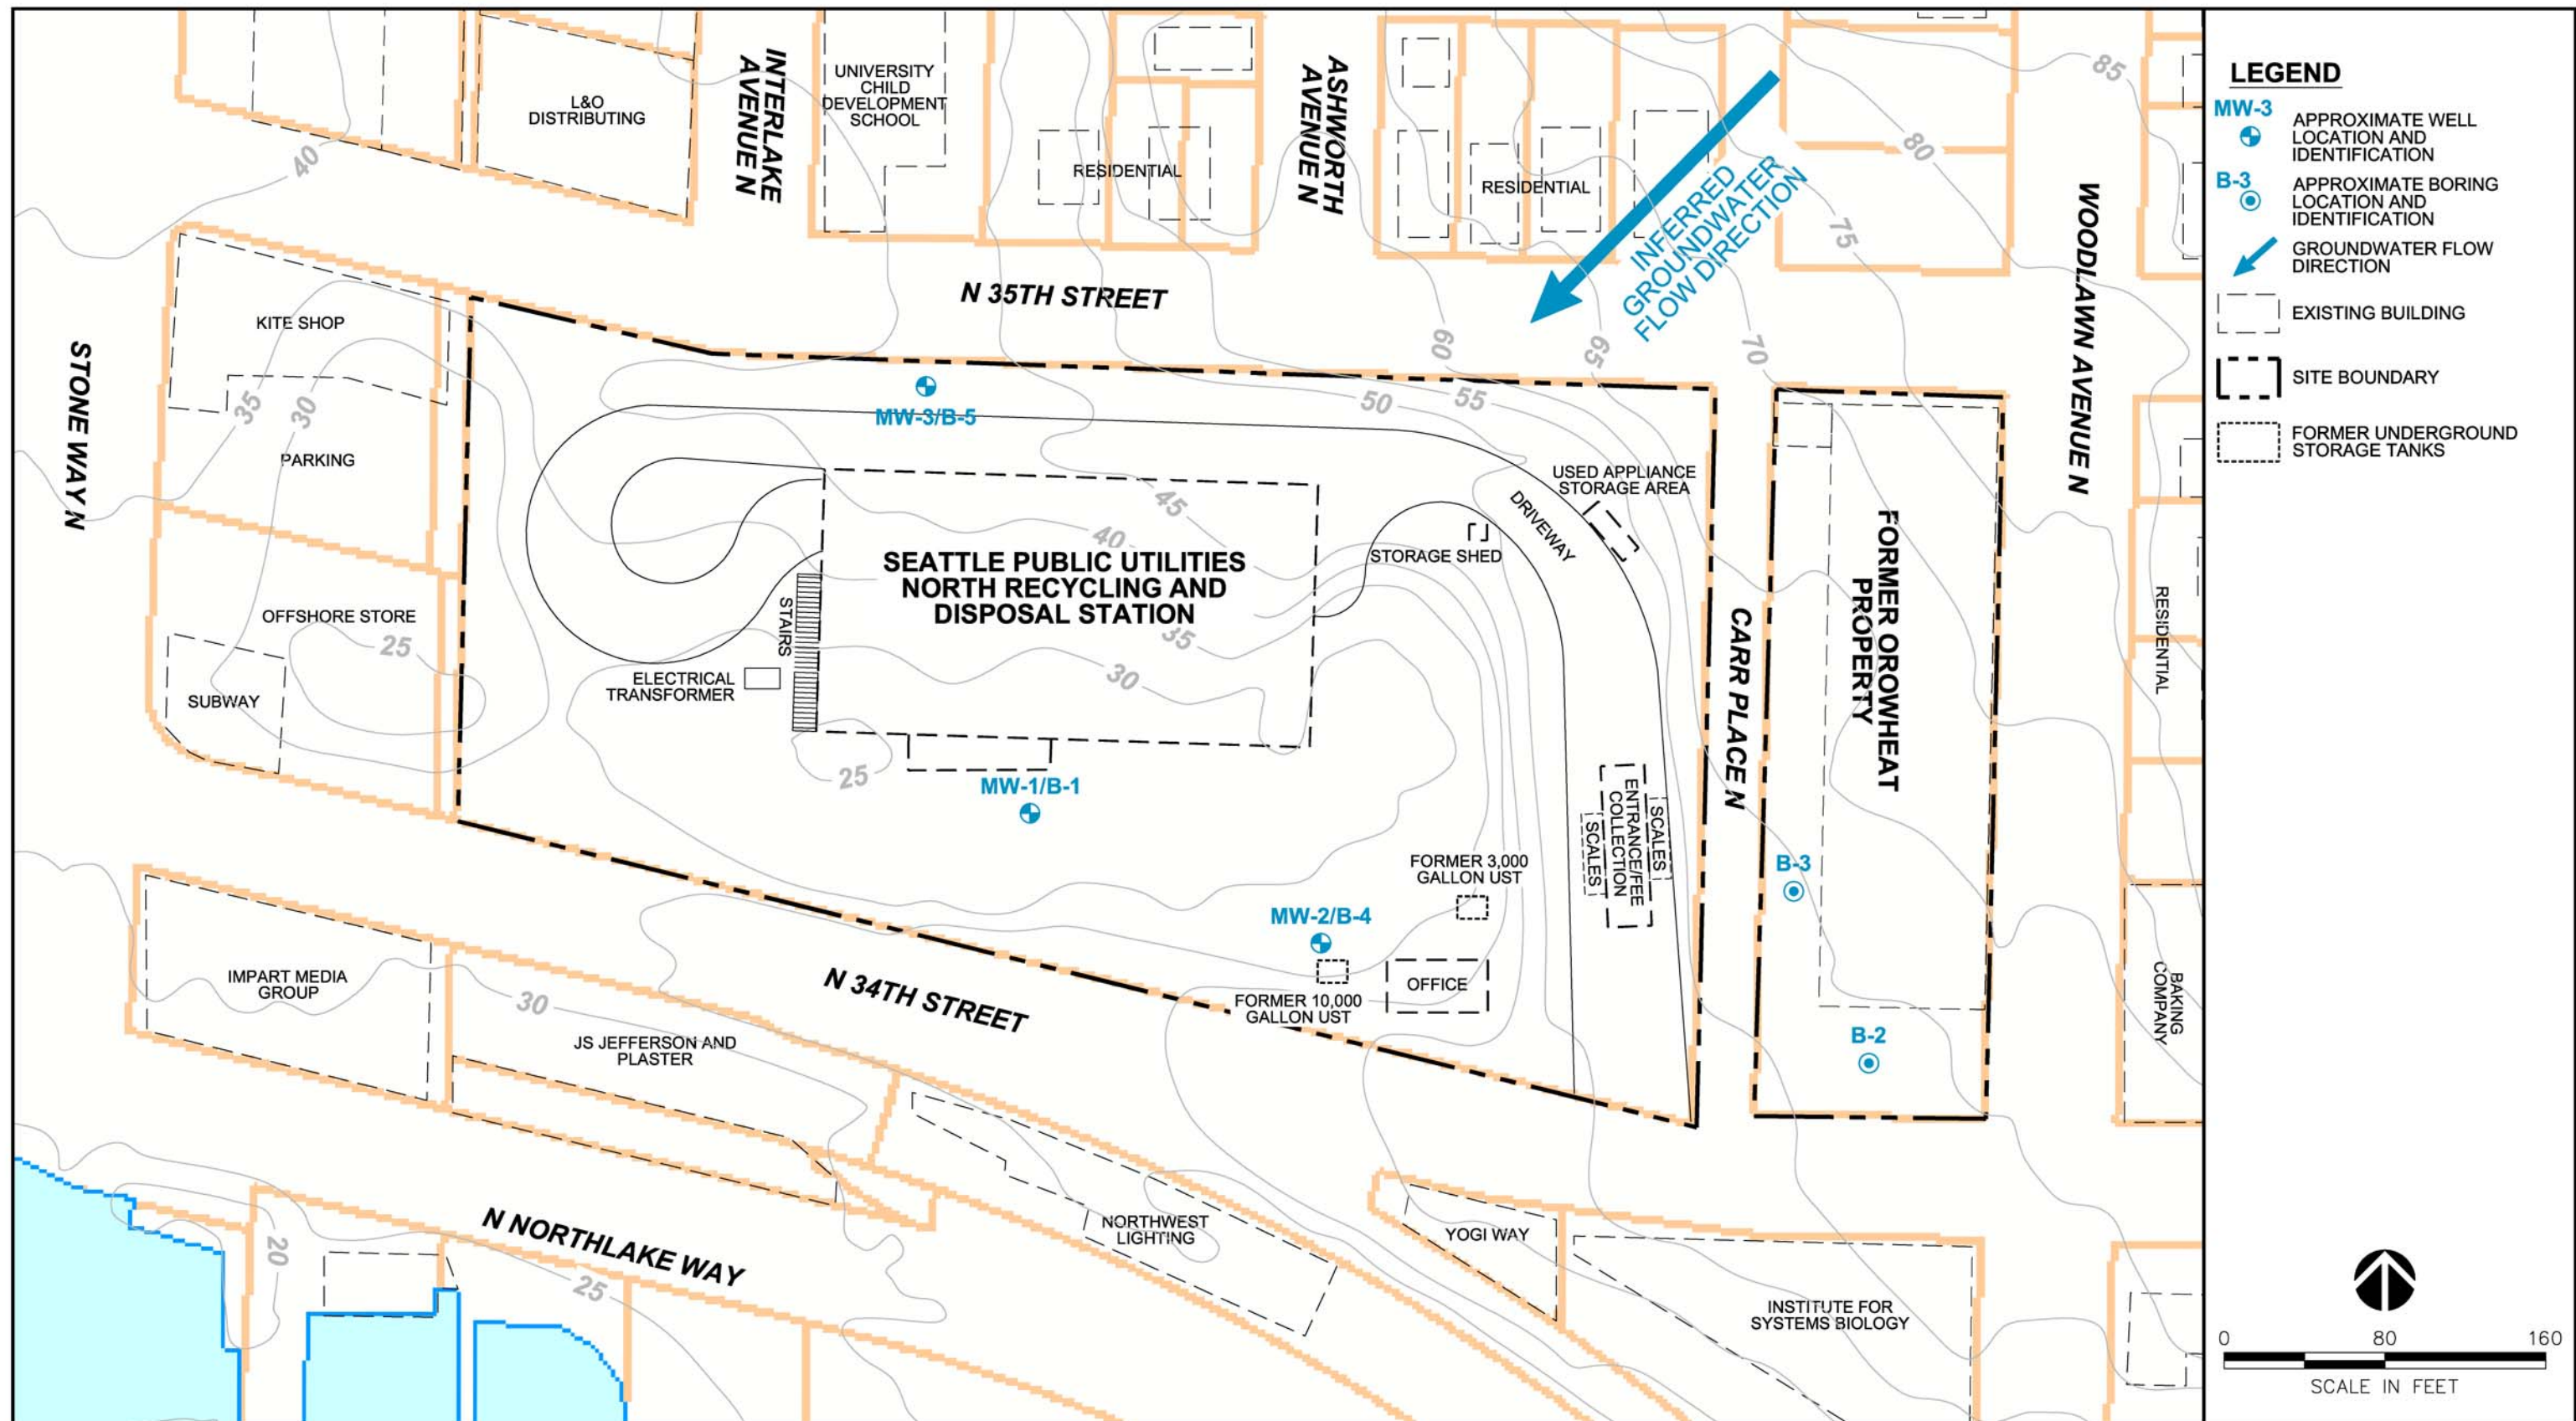 L&O
DISTRIBUTING
INTERLAKE
AVENUE N
UNIVERSITY
CHILD
DEVELOPMENT
SCHOOL
RESIDENTIAL
ASHWORTH
AVENUE N
RESIDENTIAL
INFERRED
GROUNDWATER
FLOW DIRECTION
85
80
75
40
WOODLAWN AVENUE N
N 35TH STREET
KITE SHOP
STONE WAY N
35
30
PARKING
60
65
70
50
55
MW-3/B-5
45
40
USED APPLIANCE
STORAGE AREA
DRIVEWAY
STORAGE SHED
SEATTLE PUBLIC UTILITIES
NORTH RECYCLING AND
DISPOSAL STATION
35
30
STAIRS
OFFSHORE STORE
25
SUBWAY
ELECTRICAL
TRANSFORMER
25
MW-1/B-1
CARR PLACE N
FORMER OROWHEAT
PROPERTY
RESIDENTIAL
SCALES
ENTRANCE/FEE
COLLECTION
SCALES
FORMER 3,000
GALLON UST
B-3
MW-2/B-4
OFFICE
FORMER 10,000
GALLON UST
B-2
BAKING
COMPANY
IMPART MEDIA
GROUP
30
N 34TH STREET
JS JEFFERSON AND
PLASTER
N NORTHLAKE WAY
20
25
NORTHWEST
LIGHTING
YOGI WAY
INSTITUTE FOR
SYSTEMS BIOLOGY
LEGEND
MW-3
APPROXIMATE WELL
LOCATION AND
IDENTIFICATION
B-3
APPROXIMATE BORING
LOCATION AND
IDENTIFICATION
GROUNDWATER FLOW
DIRECTION
EXISTING BUILDING
SITE BOUNDARY
FORMER UNDERGROUND
STORAGE TANKS
0 80 160
SCALE IN FEET